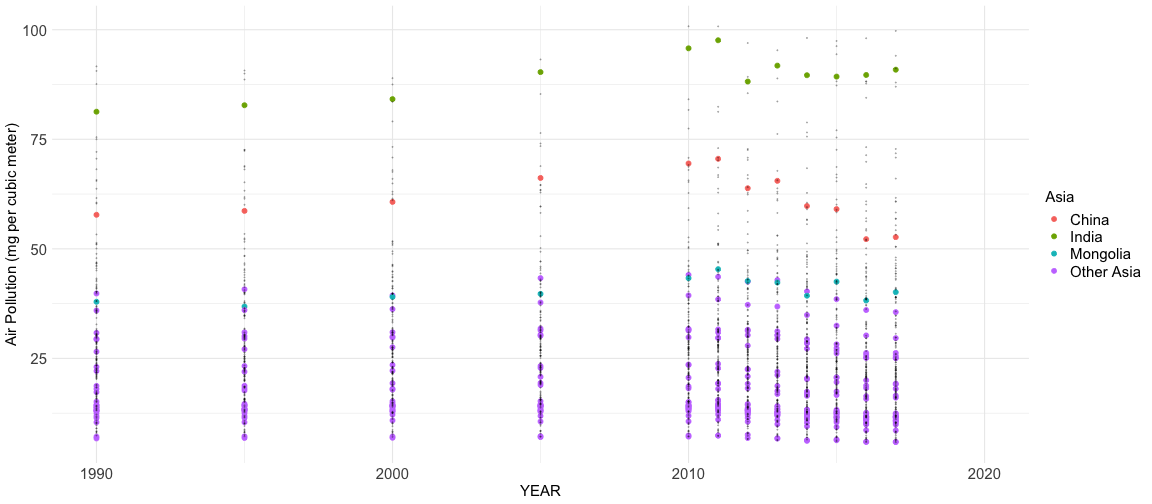 100
75
50
25
Air Pollution (mg per cubic meter)
1990
2000
2010
2020
YEAR
Asia
China
India
Mongolia
Other Asia